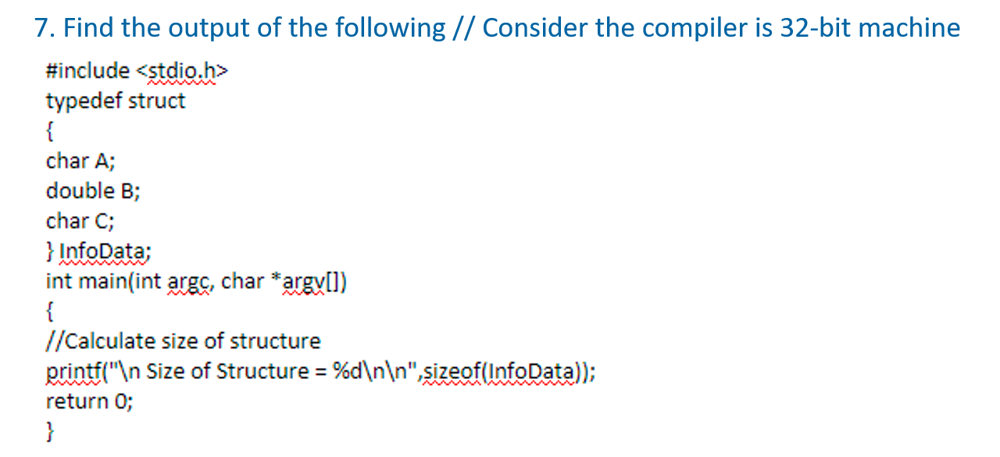 7. Find the output of the following // Consider the compiler is 32-bit machine
#include <stdio.h>
typedef struct
{
char A;
double B;
char C;
} InfoData;
int main(int argc, char *argv[])
{
//Calculate size of structure
printf("\n Size of Structure = %d\n\n",sizeof(InfoData));
return 0;
}